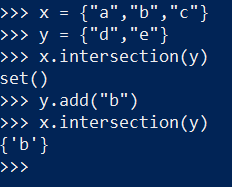 >>> x = {"a","b","c"}
>>> y = {"d","e"}
>>> x.intersection(y)
set()
>>> y.add("b")
>>> x.intersection(y)
{'b'}
>>>